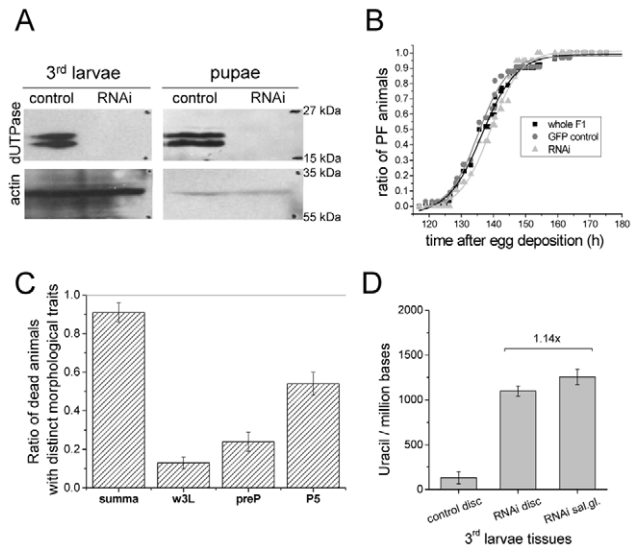 A
3rd larvae
pupae
control
RNAi
control
RNAi
dUTPase
actin
27 kDa
15 kDa
35 kDa
55 kDa
B
ratio of PF animals
1.0
0.9
0.8
0.7
0.6
0.5
0.4
0.3
0.2
0.1
0.0
whole F1
GFP control
RNAi
120
130
140
150
160
170
180
time after egg deposition (h)
C
Ratio of dead animals
with distinct morphological traits
1.0
0.8
0.6
0.4
0.2
0.0
summa
w3L
preP
P5
D
Uracil / million bases
2000
1500
1000
500
0
1.14x
control disc
RNAi disc
RNAi sal.gl.
3rd larvae tissues